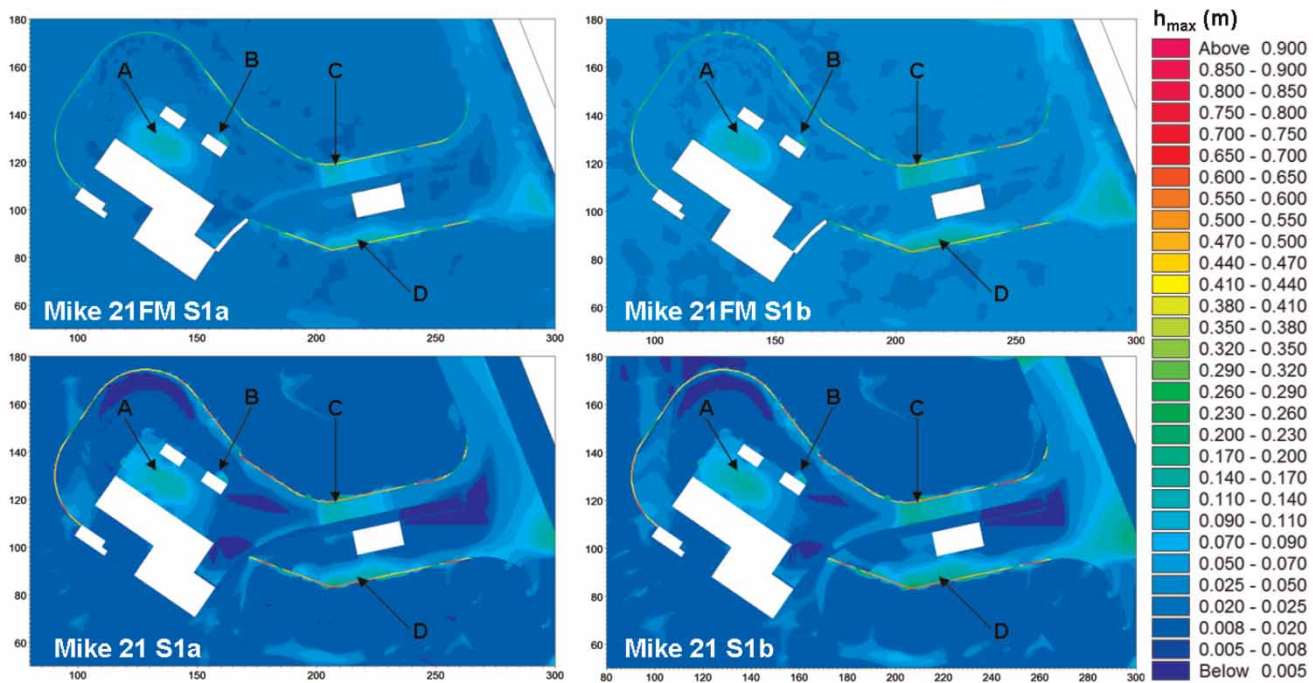 h_max (m)
Above 0.900
0.850 - 0.900
0.800 - 0.850
0.750 - 0.800
0.700 - 0.750
0.650 - 0.700
0.600 - 0.650
0.550 - 0.600
0.500 - 0.550
0.470 - 0.500
0.440 - 0.470
0.410 - 0.440
0.380 - 0.410
0.350 - 0.380
0.320 - 0.350
0.290 - 0.320
0.260 - 0.290
0.230 - 0.260
0.200 - 0.230
0.170 - 0.200
0.140 - 0.170
0.110 - 0.140
0.090 - 0.110
0.070 - 0.090
0.050 - 0.070
0.025 - 0.050
0.020 - 0.025
0.008 - 0.020
0.005 - 0.008
Below 0.005
180
160
140
120
100
80
60
A
B
C
D
Mike 21FM S1a
100 150 200 250 300
180
160
140
120
100
80
60
A
B
C
D
Mike 21FM S1b
100 150 200 250 300
180
160
140
120
100
80
60
A
B
C
D
Mike 21 S1a
100 150 200 250 300
180
160
140
120
100
80
60
A
B
C
D
Mike 21 S1b
80 100 120 140 160 180 200 220 240 260 280 300